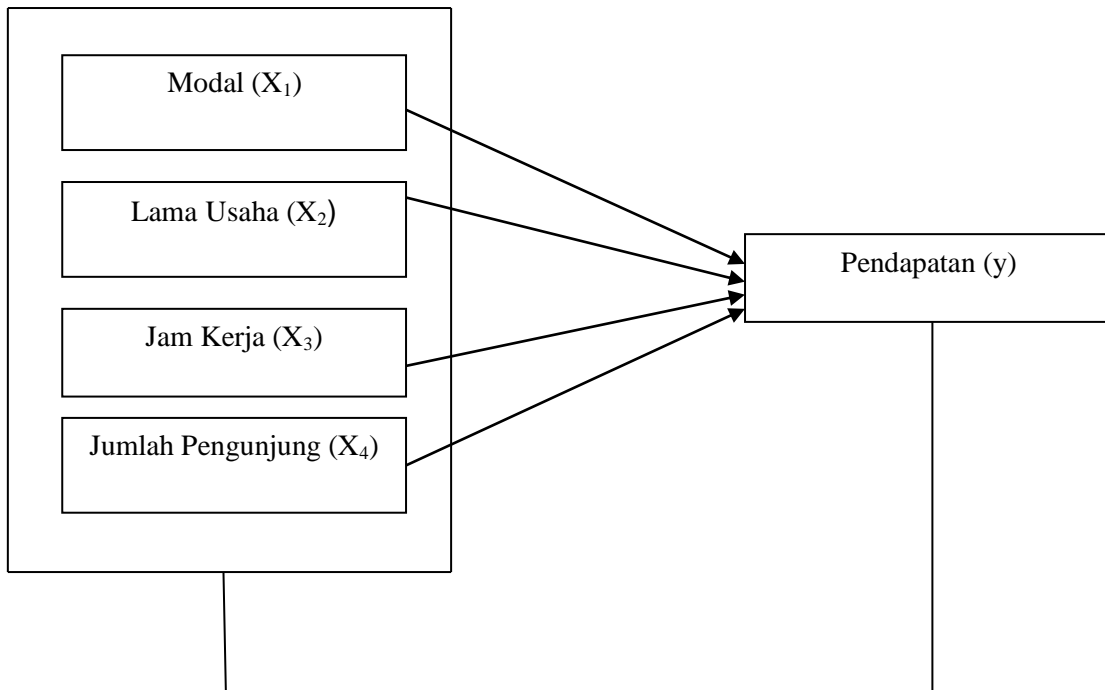 Modal (X₁)
Lama Usaha (X₂)
Jam Kerja (X₃)
Jumlah Pengunjung (X₄)
Pendapatan (y)